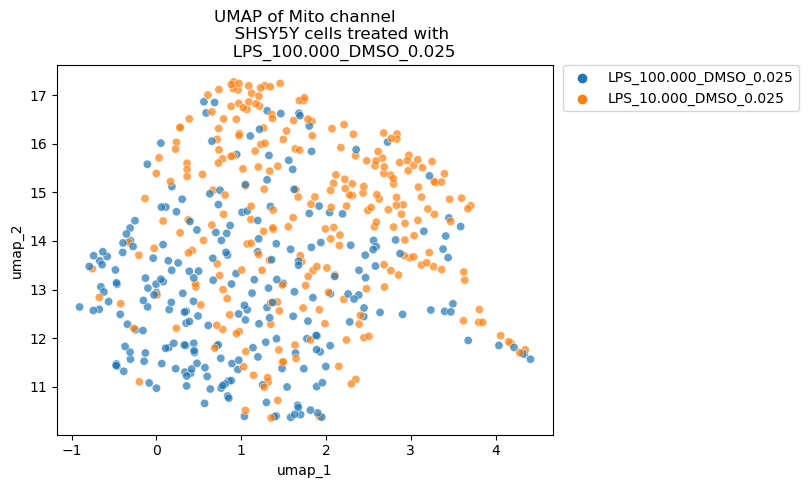 UMAP of Mito channel
SHSY5Y cells treated with
LPS_100.000_DMSO_0.025
LPS_100.000_DMSO_0.025
LPS_10.000_DMSO_0.025
17
16
15
14
13
12
11
umap_2
−1
0
1
2
3
4
umap_1